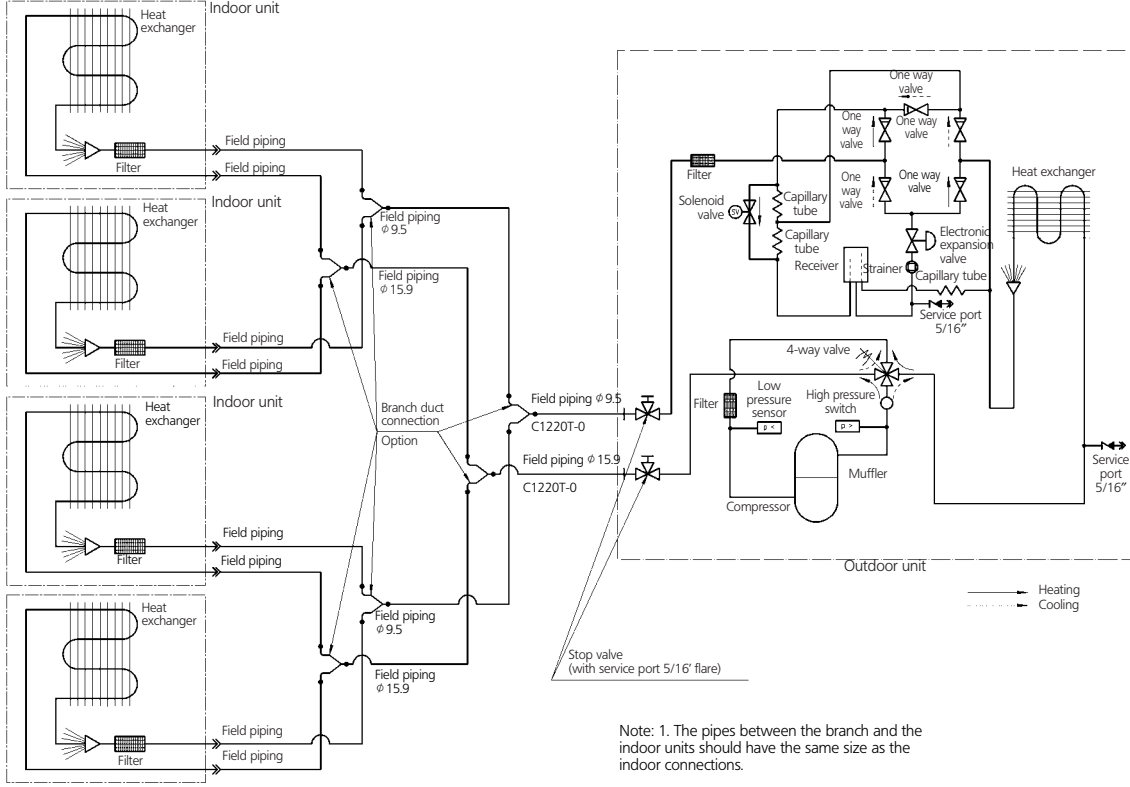 Indoor unit
Heat
exchanger
Filter
Field piping
Field piping
Indoor unit
Heat
exchanger
Filter
Field piping
Field piping
Indoor unit
Heat
exchanger
Filter
Field piping
Field piping
Heat
exchanger
Filter
Field piping
Field piping
Field piping
ϕ 9.5
Field piping
ϕ 15.9
Branch duct
connection
Option
Field piping
ϕ 9.5
Field piping
ϕ 15.9
Field piping ϕ 9.5
C1220T-0
Field piping ϕ 15.9
C1220T-0
Stop valve
(with service port 5/16' flare)
One way
valve
One
way
valve
One way
valve
One
way
valve
One way
valve
Filter
Solenoid
valve
SV
Capillary
tube
Capillary
tube
Receiver
Strainer
Electronic
expansion
valve
Capillary tube
Service port
5/16"
Heat exchanger
4-way valve
Low
pressure
sensor
P <
High pressure
switch
P >
Filter
Muffler
Compressor
Service
port
5/16"
Outdoor unit
Heating
Cooling
Note: 1. The pipes between the branch and the
indoor units should have the same size as the
indoor connections.